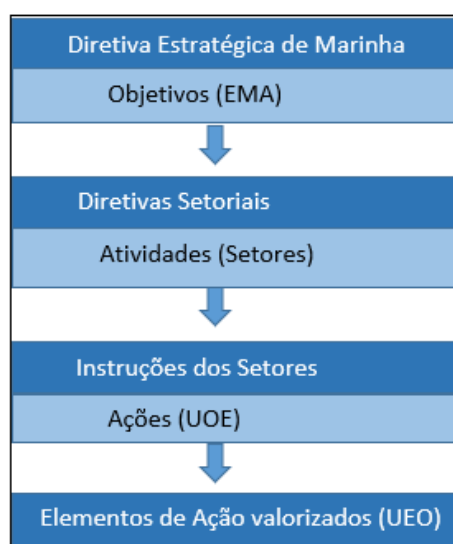 Diretiva Estratégica de Marinha
Objetivos (EMA)
Diretivas Setoriais
Atividades (Setores)
Instruções dos Setores
Ações (UOE)
Elementos de Ação valorizados (UEO)